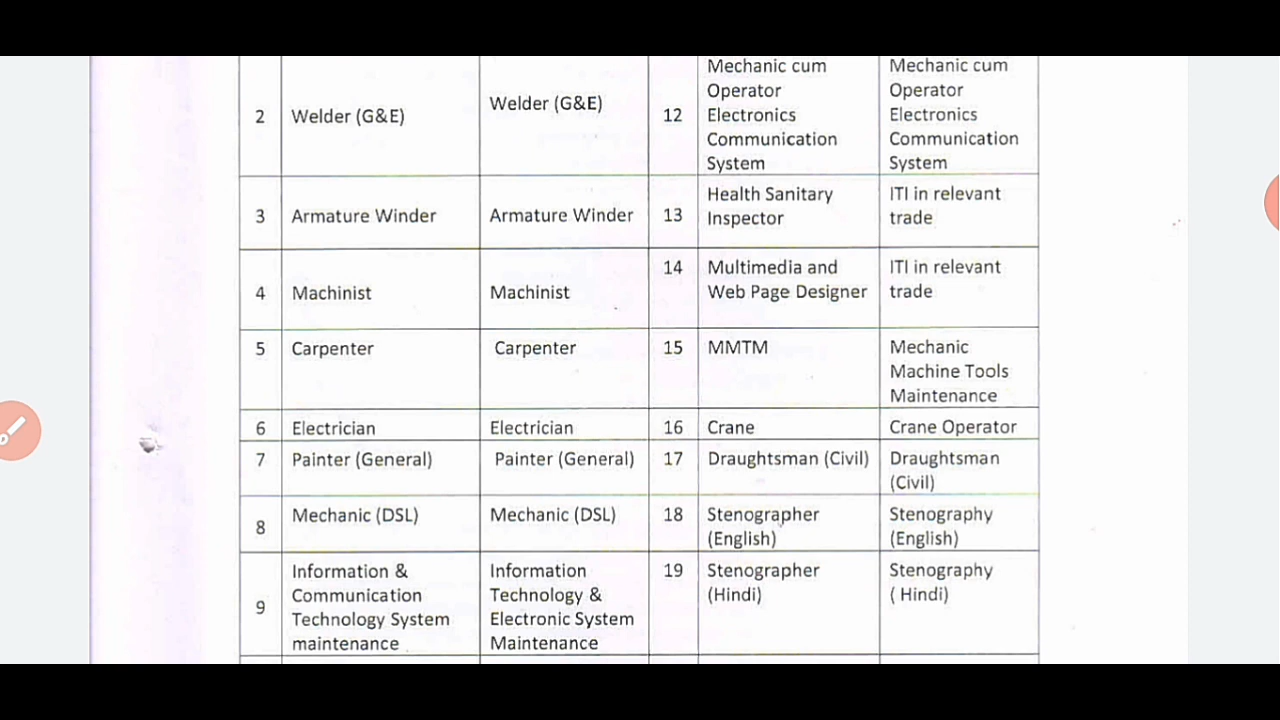 2 Welder (G&E) Welder (G&E) 12 Mechanic cum Mechanic cum
Operator Operator
Electronics Electronics
Communication Communication
System System
3 Armature Winder Armature Winder 13 Health Sanitary ITI in relevant
Inspector trade
4 Machinist Machinist 14 Multimedia and ITI in relevant
Web Page Designer trade
5 Carpenter Carpenter 15 MMTM Mechanic
Machine Tools
Maintenance
6 Electrician Electrician 16 Crane Crane Operator
7 Painter (General) Painter (General) 17 Draughtsman (Civil) Draughtsman
(Civil)
8 Mechanic (DSL) Mechanic (DSL) 18 Stenographer Stenography
(English) (English)
9 Information & Information 19 Stenographer Stenography
Communication Technology & (Hindi) ( Hindi)
Technology System Electronic System
maintenance Maintenance